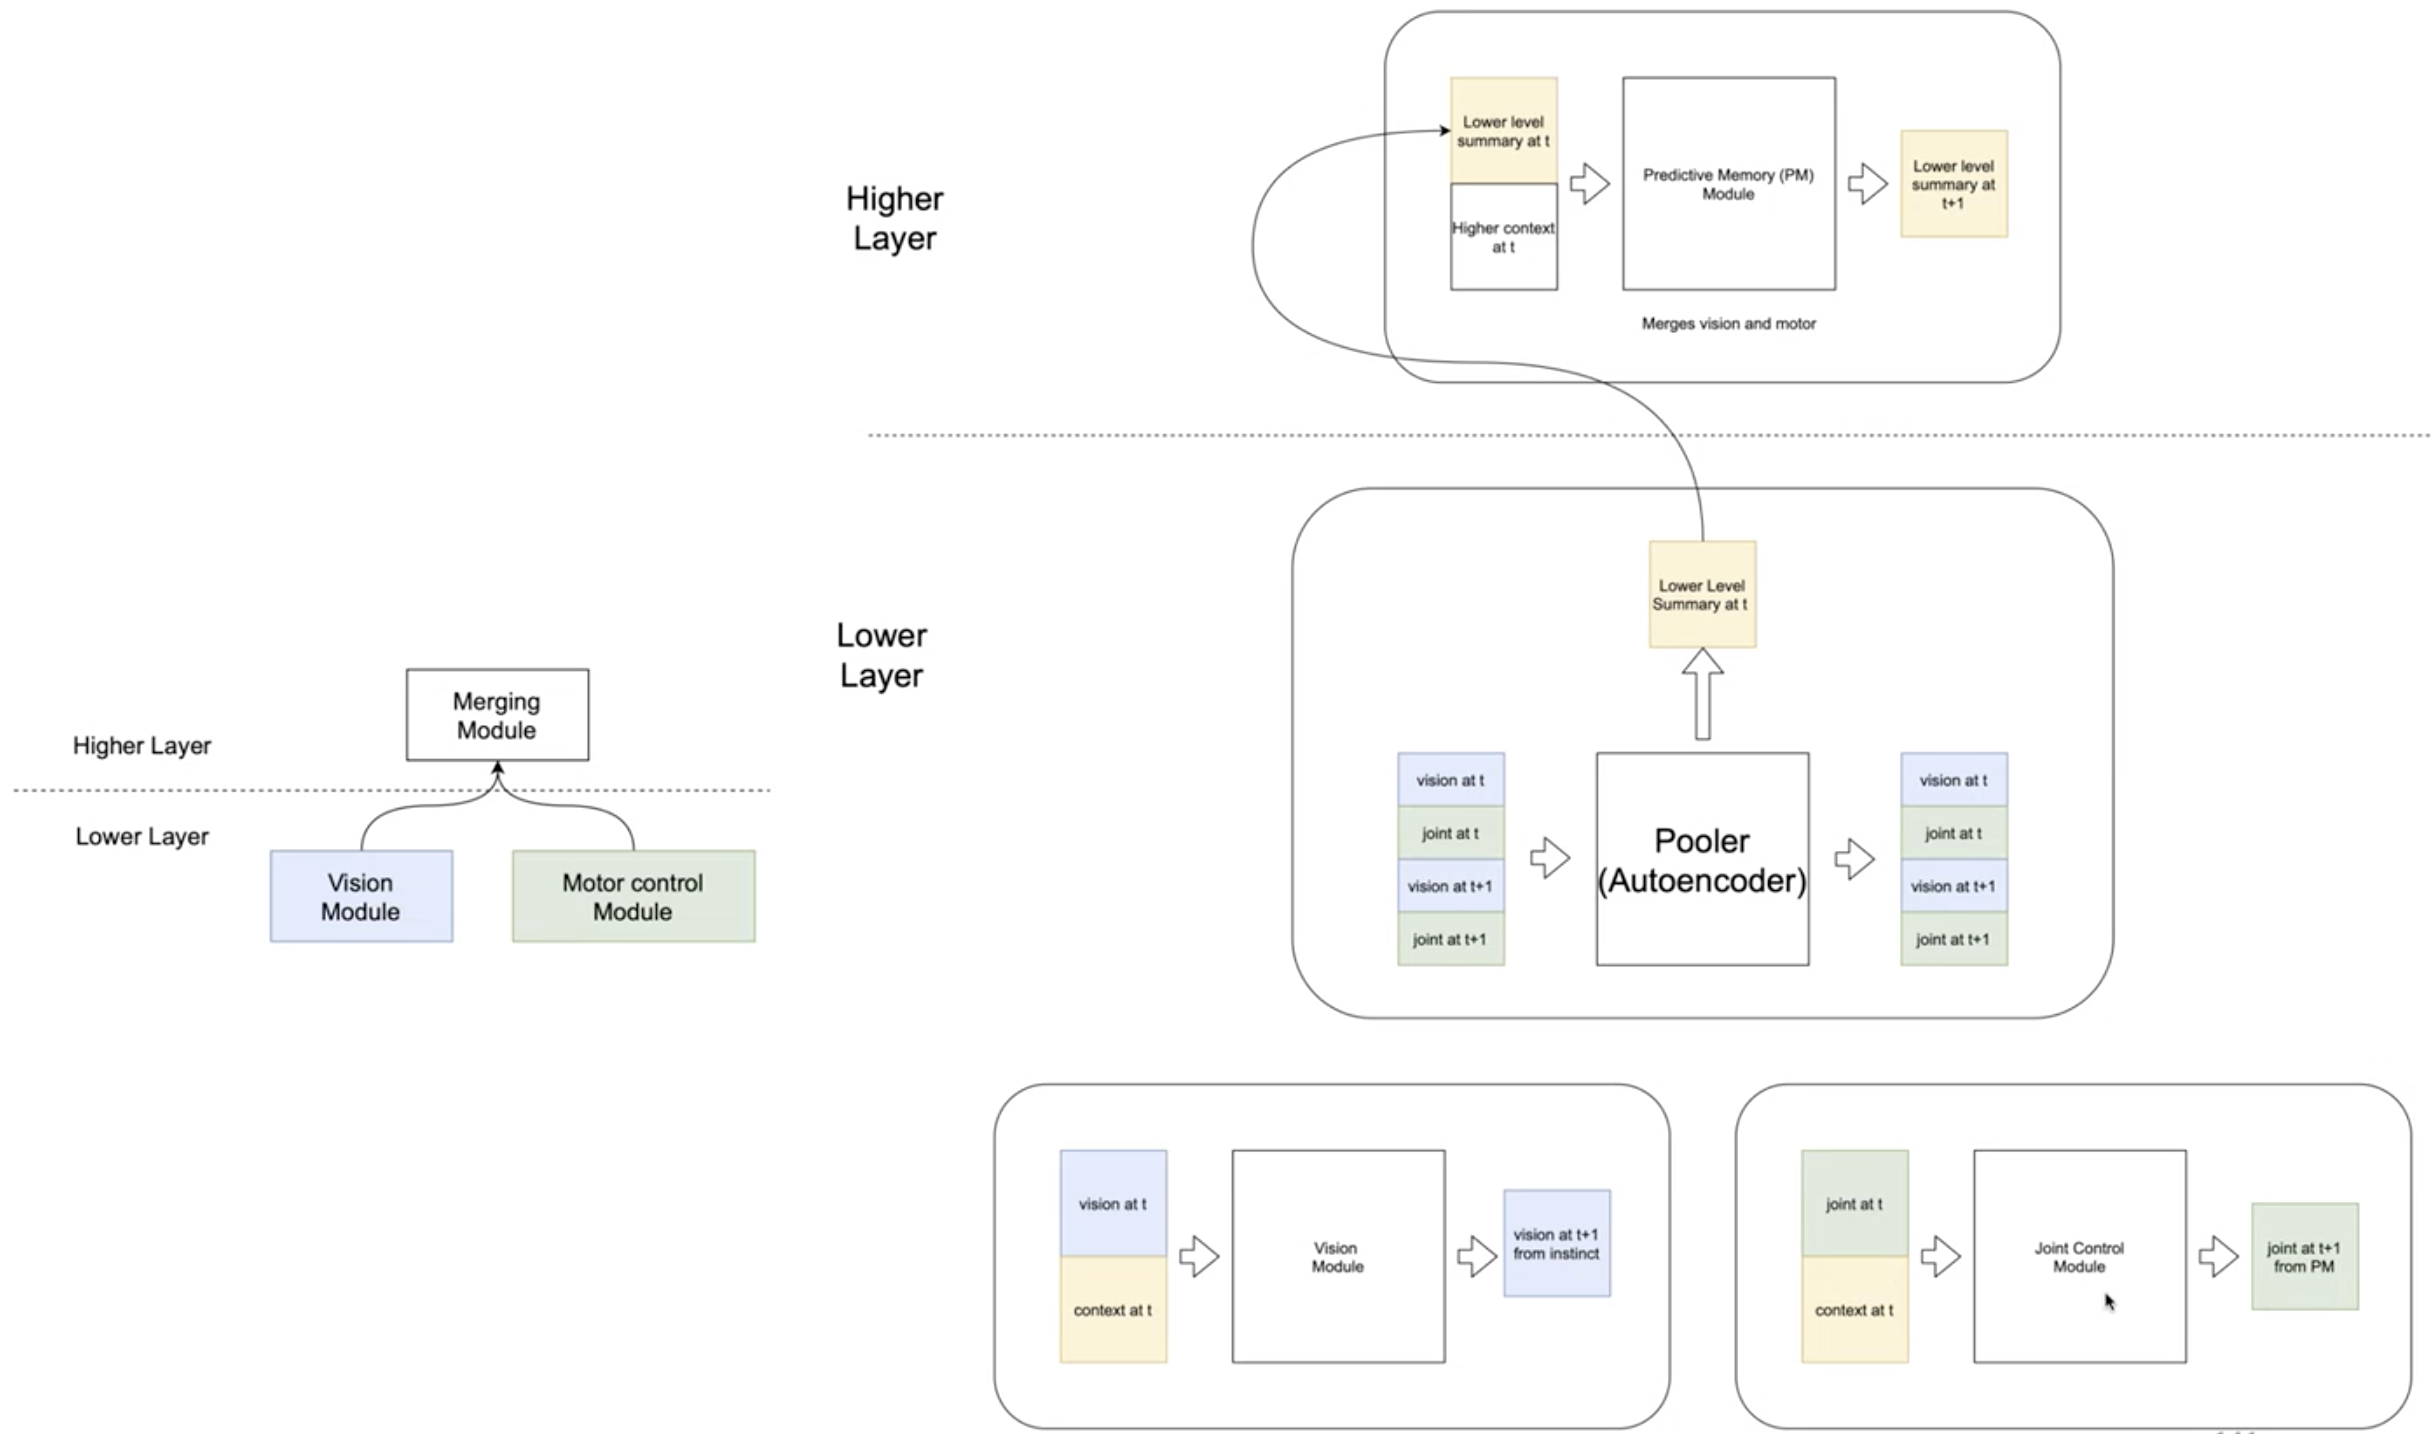 Higher
Layer
Lower level
summary at t
Higher context
at t
Predictive Memory (PM)
Module
Lower level
summary at
t+1
Merges vision and motor
Lower
Layer
Lower Level
Summary at t
vision at t
joint at t
vision at t+1
joint at t+1
Pooler
(Autoencoder)
vision at t
joint at t
vision at t+1
joint at t+1
Merging
Module
Higher Layer
Lower Layer
Vision
Module
Motor control
Module
vision at t
context at t
Vision
Module
vision at t+1
from instinct
joint at t
context at t
Joint Control
Module
joint at t+1
from PM